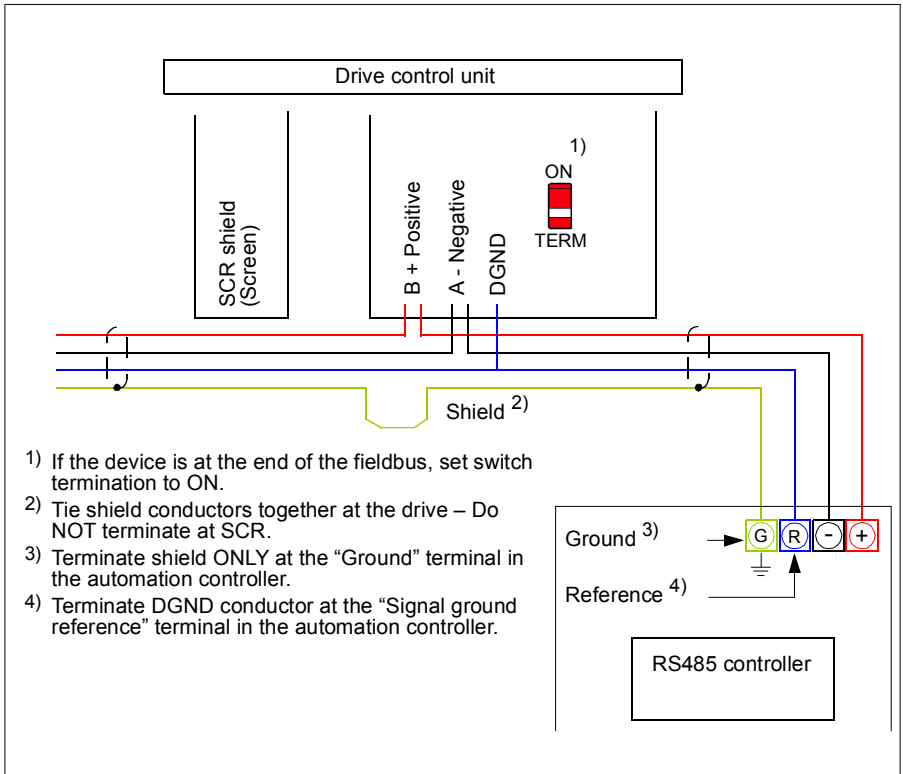 Drive control unit
1)
ON
TERM
SCR shield
(Screen)
B + Positive
A - Negative
DGND
Shield 2)
1) If the device is at the end of the fieldbus, set switch
termination to ON.
2) Tie shield conductors together at the drive – Do
NOT terminate at SCR.
3) Terminate shield ONLY at the “Ground” terminal in
the automation controller.
4) Terminate DGND conductor at the “Signal ground
reference” terminal in the automation controller.
Ground 3)
G R - +
Reference 4)
RS485 controller